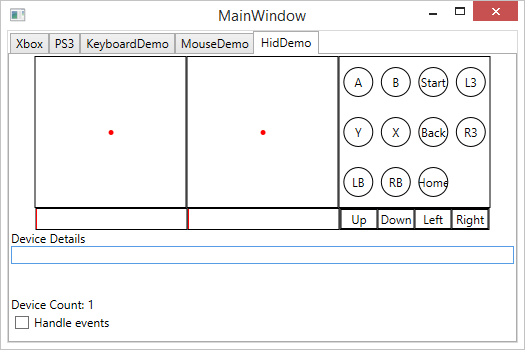 MainWindow
Xbox PS3 KeyboardDemo MouseDemo HidDemo
A B Start L3
Y X Back R3
LB RB Home
Up Down Left Right
Device Details
Device Count: 1
Handle events